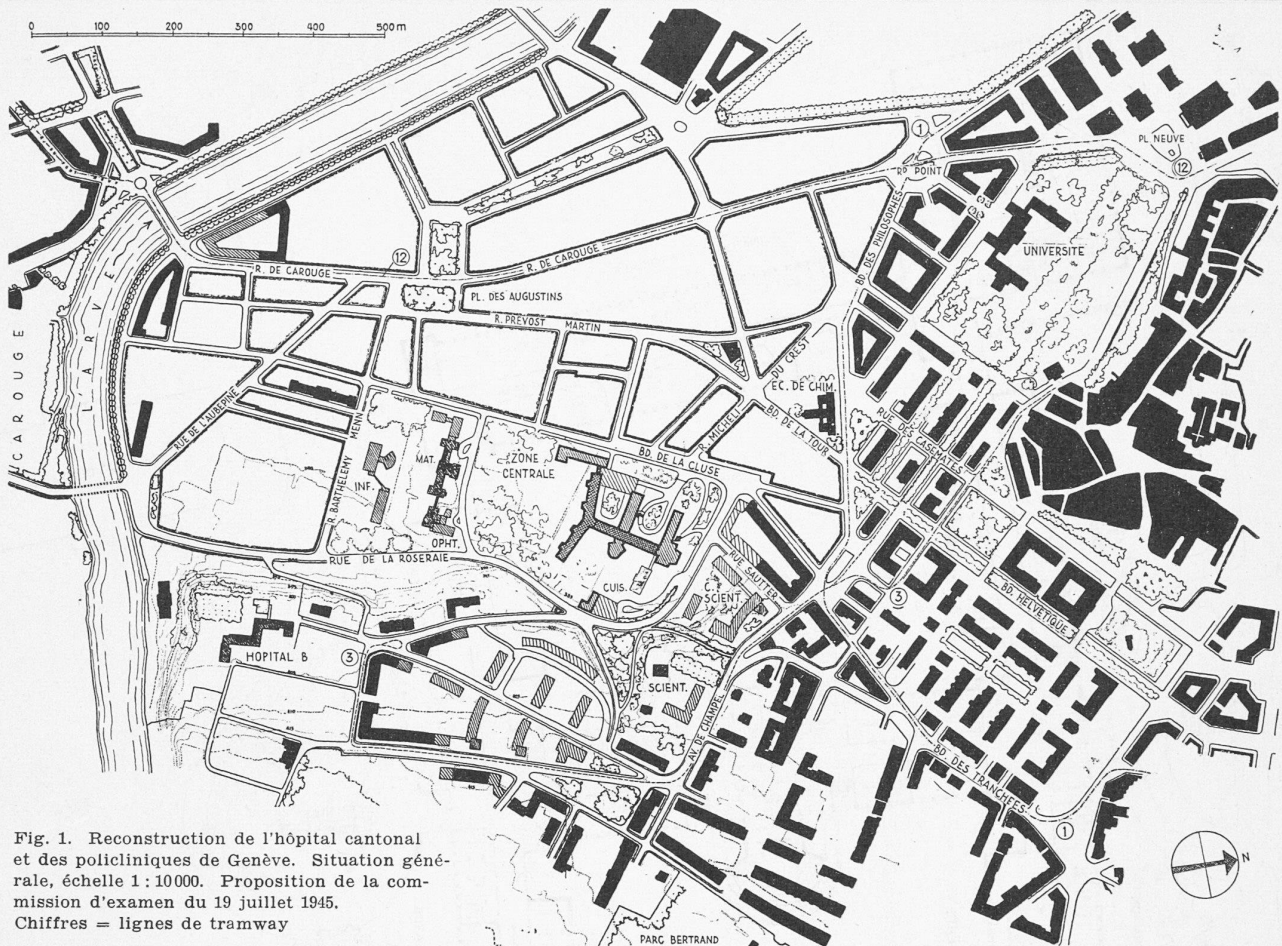 0 100 200 300 400 500 m
1
PL. NEUVE
12
RD POINT
BD. DES PHILOSOPHES
UNIVERSITE
L'ARVE
R. DE CAROUGE
12
R. DE CAROUGE
PL. DES AUGUSTINS
R. PRÉVOST MARTIN
CAROUGE
DU CREST
EC. DE CHIM.
RUE DE L'AUBEPINE
R. MICHELI
BD. DE LA TOUR
RUE DES CASEMATES
R. BARTHELEMY MENN
MAT.
ZONE
CENTRALE
BD. DE LA CLUSE
INF.
OPHT.
RUE DE LA ROSERAIE
CUIS.
RUE SAUTTER
C.
SCIENT.
BD. HELVETIQUE
3
HOPITAL B
3
C. SCIENT.
AV. DE CHAMPEL
BD. DES TRANCHEES
1
N
PARC BERTRAND
Fig. 1. Reconstruction de l'hôpital cantonal
et des policliniques de Genève. Situation géné-
rale, échelle 1 : 10000. Proposition de la com-
mission d'examen du 19 juillet 1945.
Chiffres = lignes de tramway